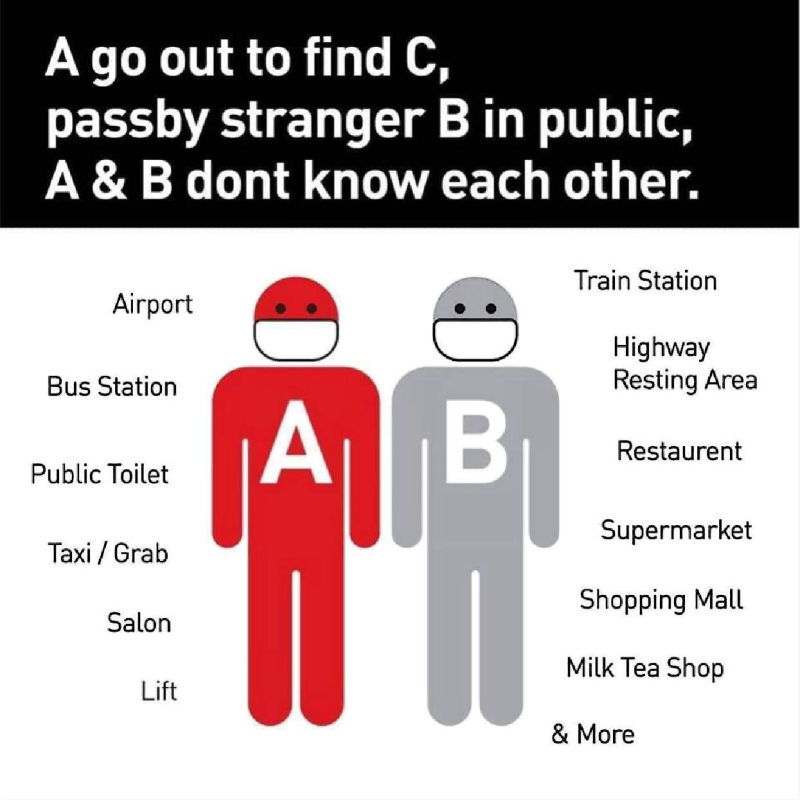 A go out to find C,
passby stranger B in public,
A & B dont know each other.
Airport
Bus Station
Public Toilet
Taxi / Grab
Salon
Lift
A
B
Train Station
Highway
Resting Area
Restaurent
Supermarket
Shopping Mall
Milk Tea Shop
& More